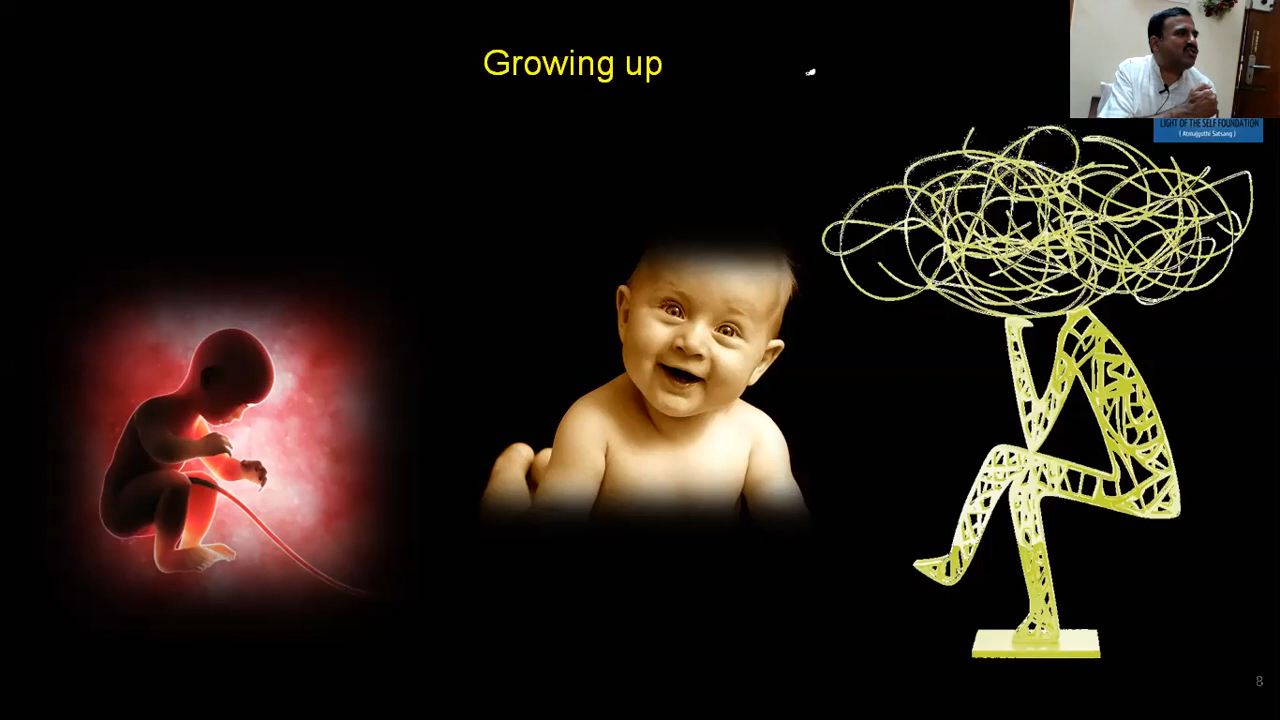 Growing up
LIGHT OF THE SELF FOUNDATION
( Atmajyothi Satsang )
8